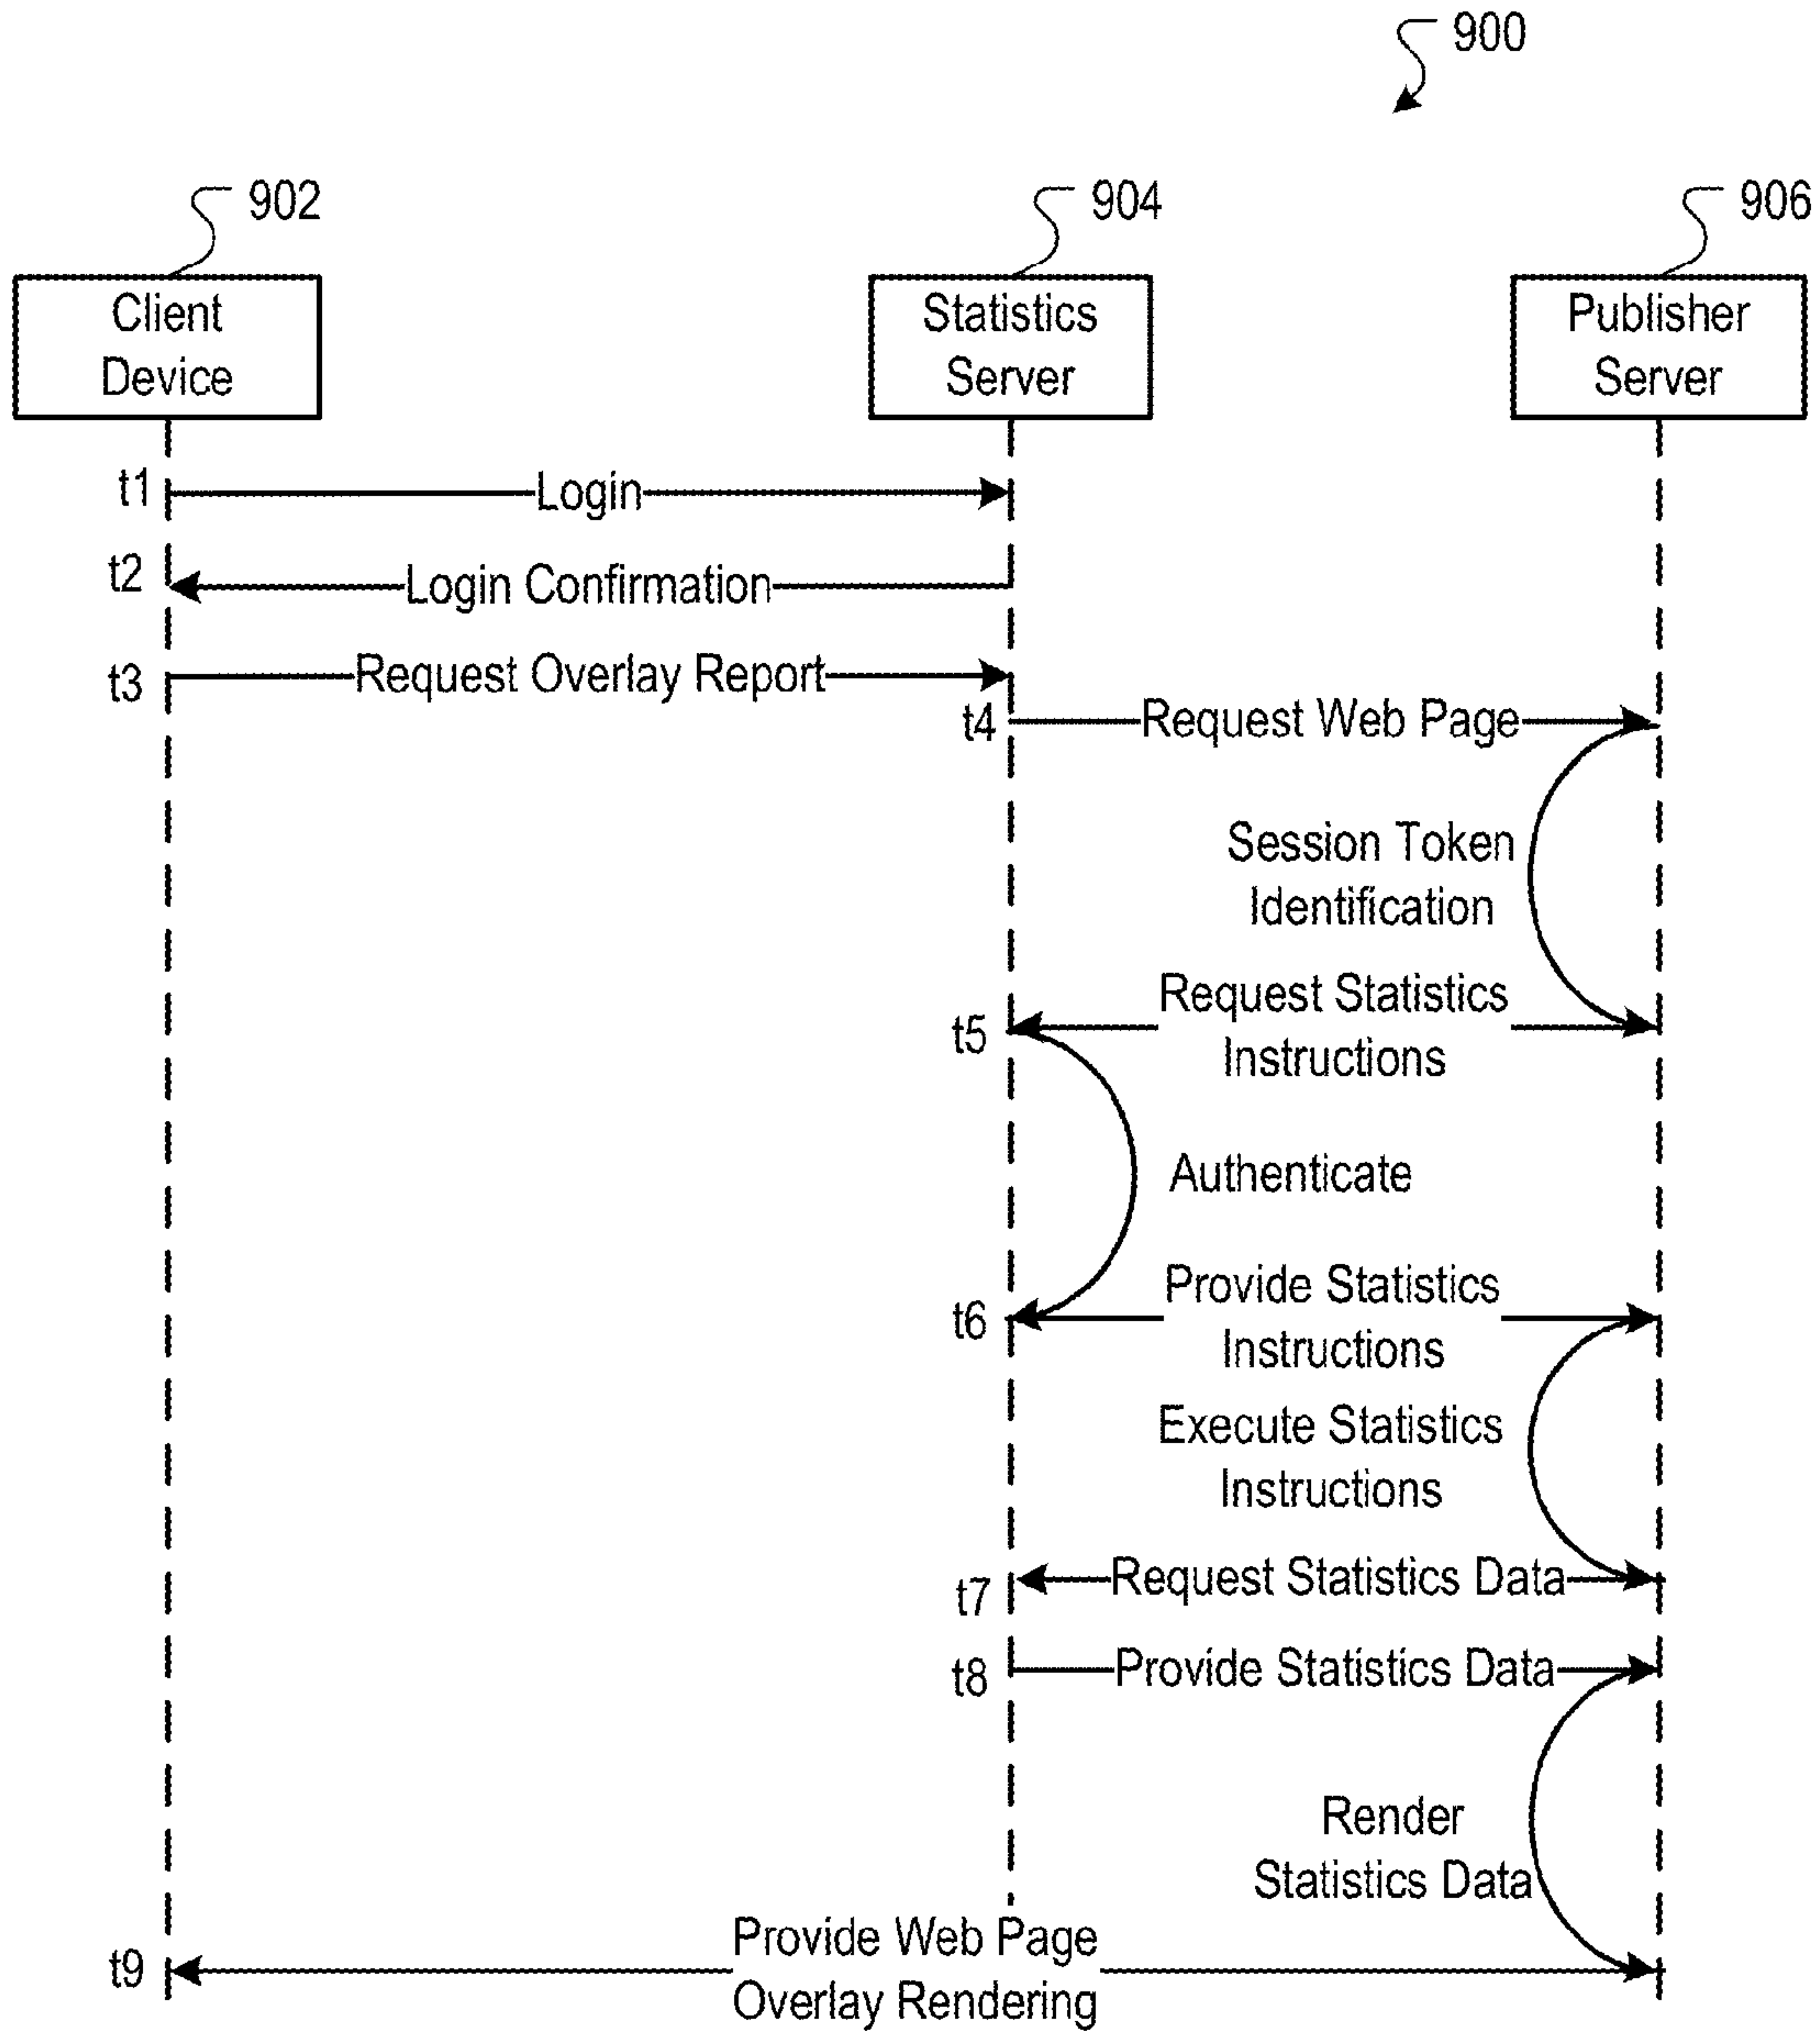 900
902
904
906
Client
Device
Statistics
Server
Publisher
Server
t1
Login
t2
Login Confirmation
t3
Request Overlay Report
t4
Request Web Page
Session Token
Identification
t5
Request Statistics
Instructions
Authenticate
t6
Provide Statistics
Instructions
Execute Statistics
Instructions
t7
Request Statistics Data
t8
Provide Statistics Data
Render
Statistics Data
t9
Provide Web Page
Overlay Rendering